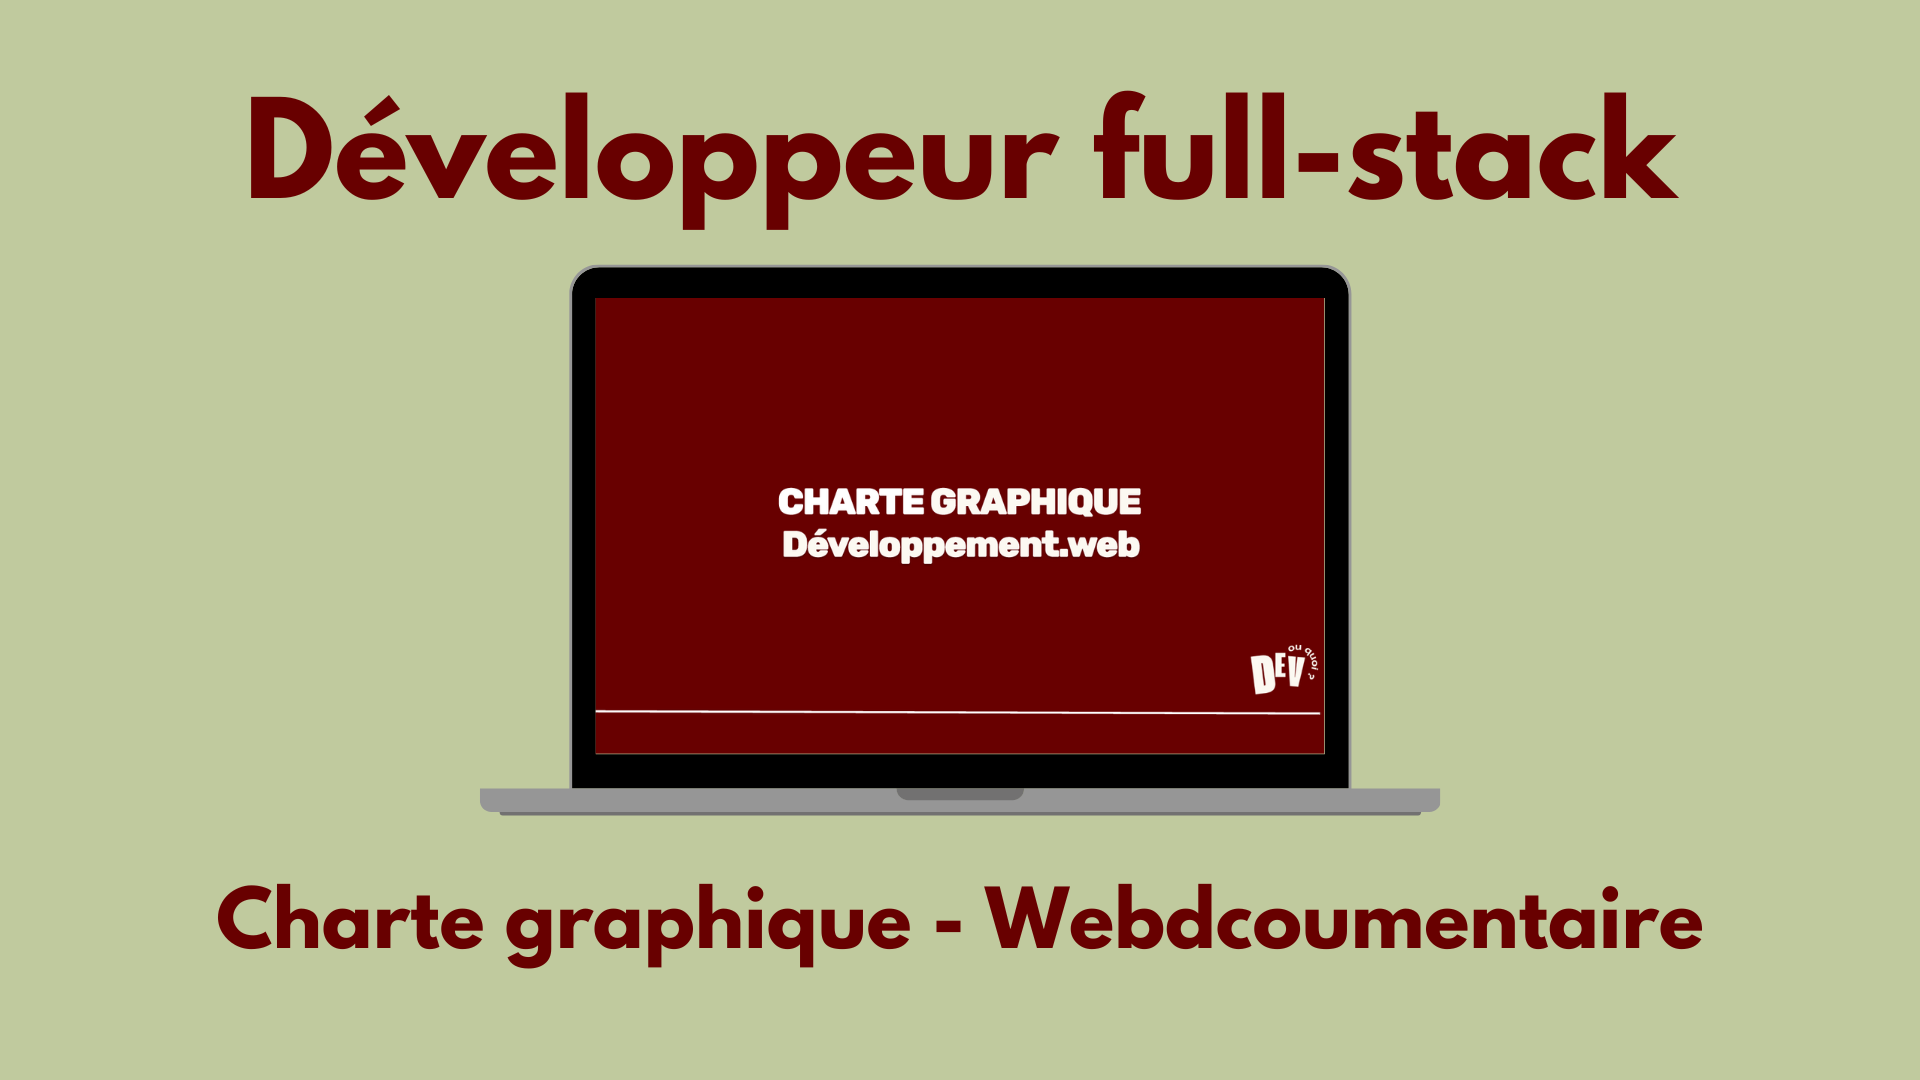 Développeur full-stack
CHARTE GRAPHIQUE
Développement.web
DEV ou quoi ?
Charte graphique - Webdcoumentaire